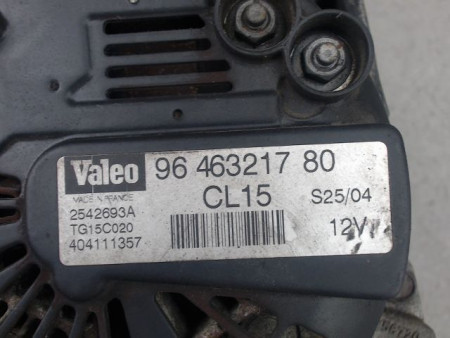 Valeo 96 463217 80
MADE IN FRANCE
CL15 S25/04
2542693A
TG15C020 12V
404111357